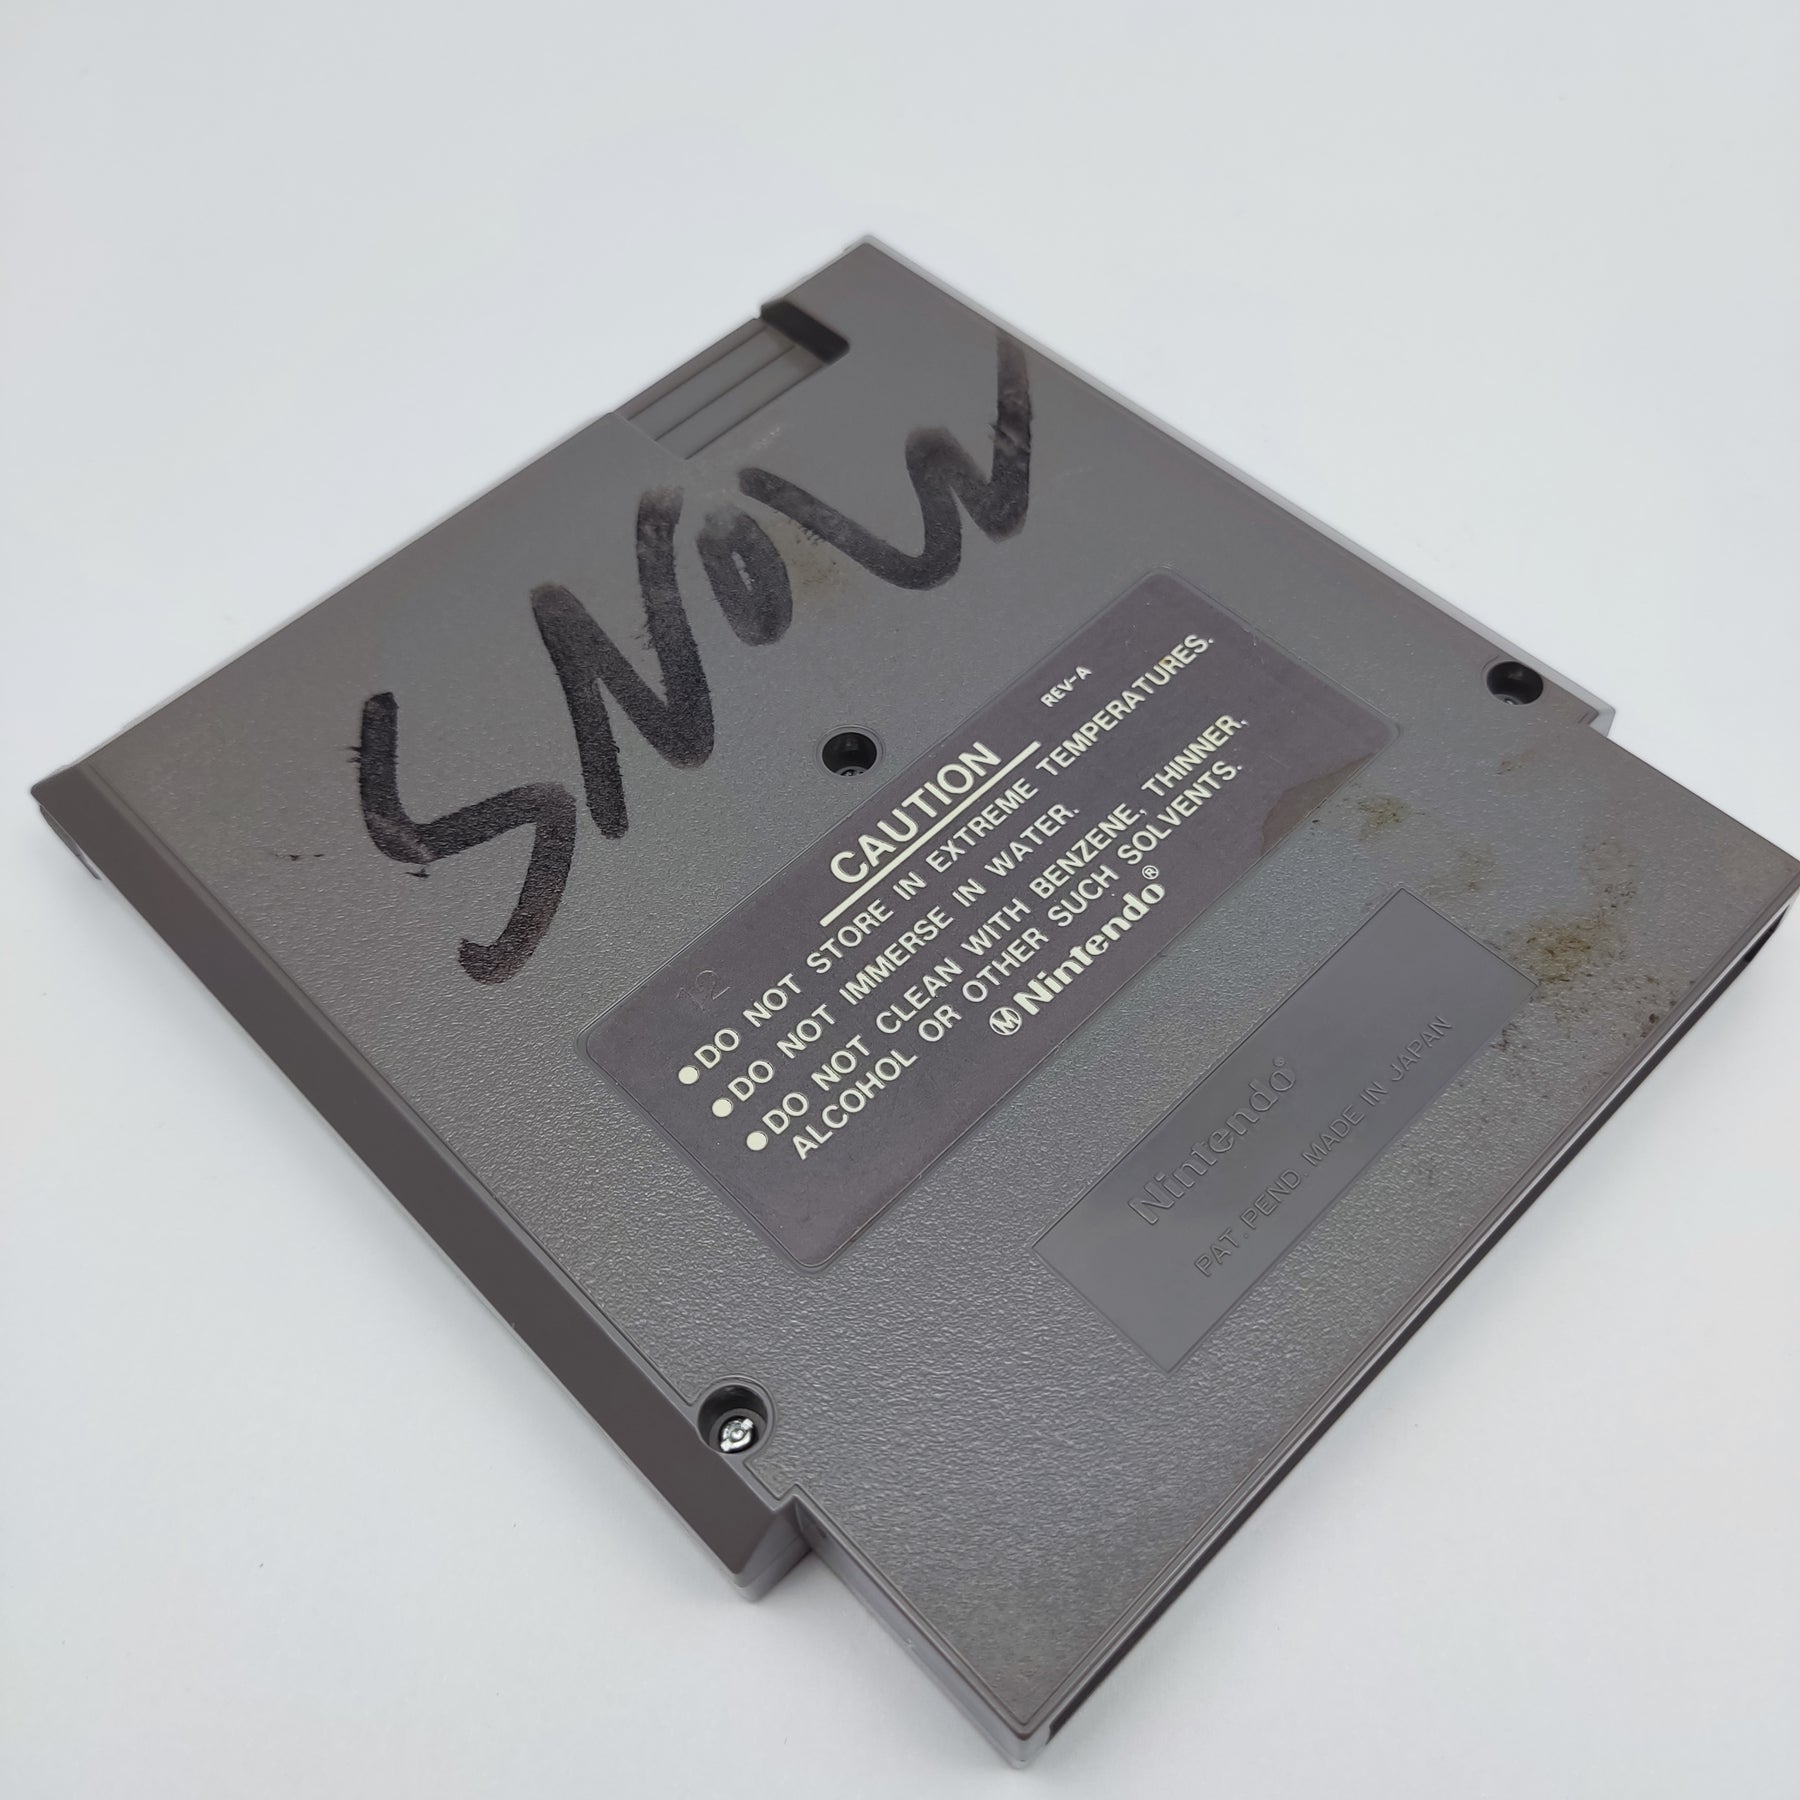 SNOW
REV-A
CAUTION
●DO NOT STORE IN EXTREME TEMPERATURES.
●DO NOT IMMERSE IN WATER.
●DO NOT CLEAN WITH BENZENE, THINNER,
ALCOHOL OR OTHER SUCH SOLVENTS.
Ⓜ Nintendo®
12
Nintendo®
PAT. PEND. MADE IN JAPAN